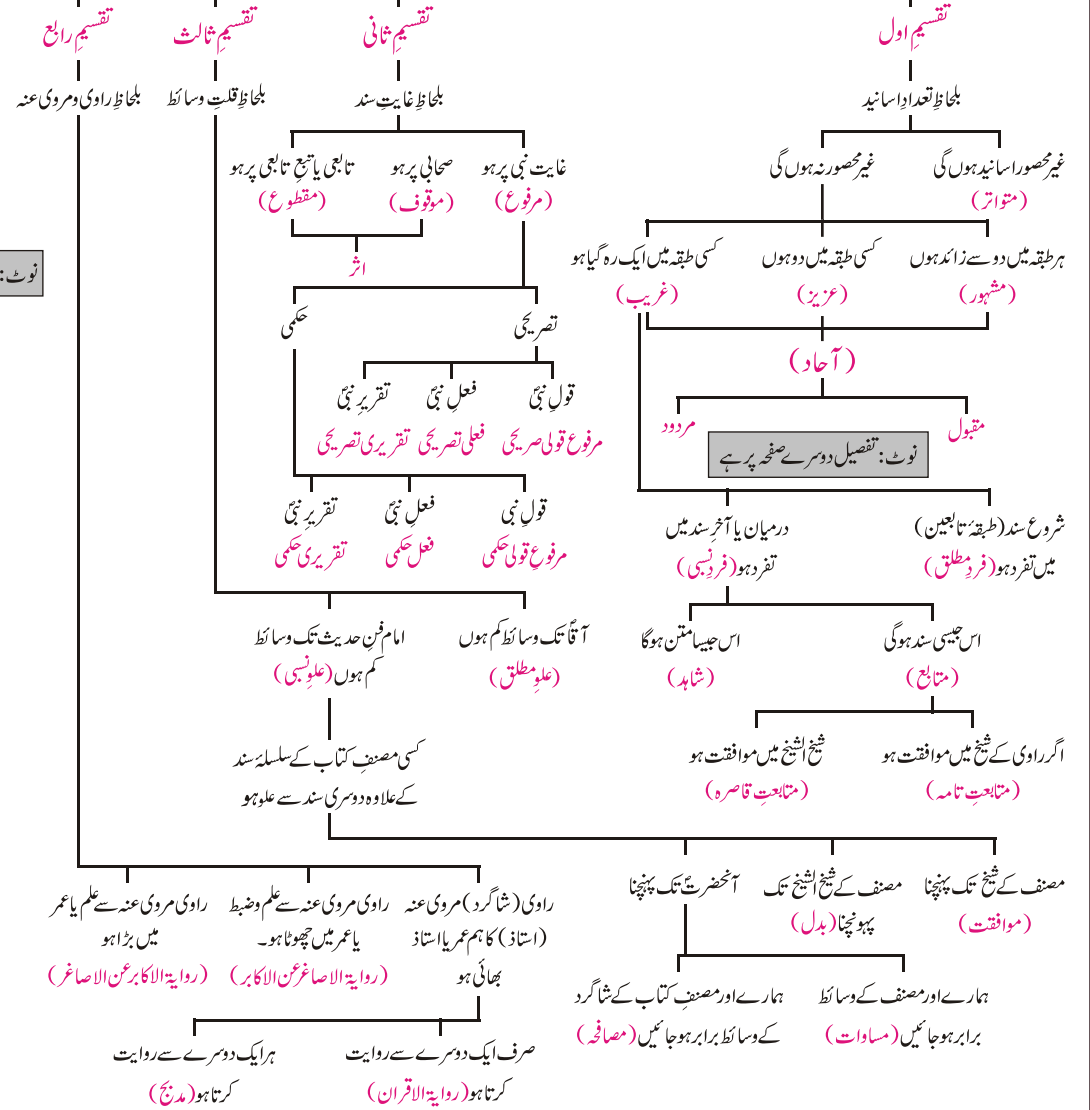 تقسیمِ اول
تقسیمِ ثانی
تقسیمِ ثالث
تقسیمِ رابع
بلحاظِ تعدادِ اسانید
بلحاظِ غایتِ سند
بلحاظِ قلتِ وسائط
بلحاظِ راوی و مروی عنہ
غیر محصور اسانید ہوں گی
(متواتر)
غیر محصور نہ ہوں گی
غایت نبی پر ہو
(مرفوع)
صحابی پر ہو
(موقوف)
تابعی یا تبع تابعی پر ہو
(مقطوع)
اثر
نوٹ:
ہر طبقہ میں دو سے زائد ہوں
(مشہور)
کسی طبقہ میں دو ہوں
(عزیز)
کسی طبقہ میں ایک رہ گیا ہو
(غریب)
(آحاد)
مقبول
مردود
نوٹ: تفصیل دوسرے صفحہ پر ہے
تصریحی
حکمی
قولِ نبیؐ
مرفوع قولی صریحی
فعلِ نبیؐ
فعلی تصریحی
تقریرِ نبیؐ
تقریری تصریحی
قولِ نبی
مرفوعِ قولی حکمی
فعلِ نبیؐ
فعل حکمی
تقریرِ نبیؐ
تقریری حکمی
شروع سند (طبقۂ تابعین)
میں تفرد ہو (فردِ مطلق)
درمیان یا آخرِ سند میں
تفرد ہو (فردِ نسبی)
اس جیسی سند ہوگی
(متابع)
اس جیسا متن ہوگا
(شاہد)
اگر راوی کے شیخ میں موافقت ہو
(متابعتِ تامہ)
شیخ الشیخ میں موافقت ہو
(متابعتِ قاصرہ)
آقاؐ تک وسائط کم ہوں
(علوِ مطلق)
امام فنِ حدیث تک وسائط
کم ہوں (علوِ نسبی)
کسی مصنفِ کتاب کے سلسلۂ سند
کے علاوہ دوسری سند سے علو ہو
مصنف کے شیخ تک پہنچنا
(موافقت)
مصنف کے شیخ الشیخ تک
پہونچنا (بدل)
آنحضرتؐ تک پہنچنا
ہمارے اور مصنف کے وسائط
برابر ہو جائیں (مساوات)
ہمارے اور مصنفِ کتاب کے شاگرد
کے وسائط برابر ہو جائیں (مصافحہ)
راوی (شاگرد) مروی عنہ
(استاذ) کا ہم عمر یا استاذ
بھائی ہو
راوی مروی عنہ سے علم و ضبط
یا عمر میں چھوٹا ہو۔
(روایۃ الاصاغر عن الاکابر)
راوی مروی عنہ سے علم یا عمر
میں بڑا ہو
(روایۃ الاکابر عن الاصاغر)
صرف ایک دوسرے سے روایت
کرتا ہو (روایۃ الاقران)
ہر ایک دوسرے سے روایت
کرتا ہو (مدبج)